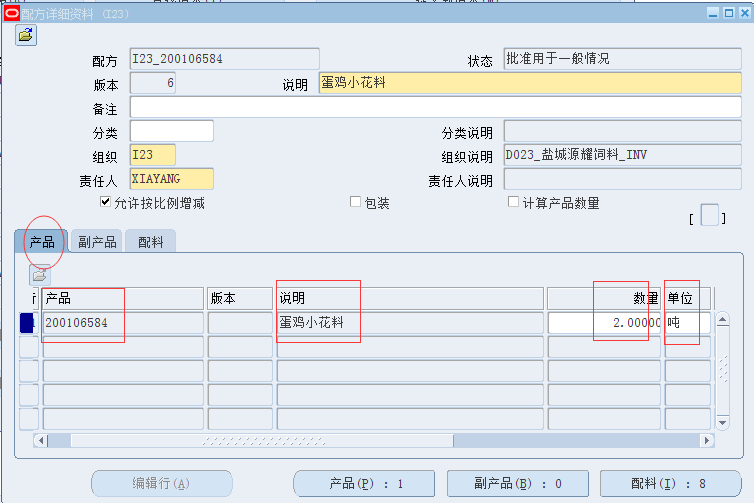 配方详细资料 (I23)
配方 I23_200106584 状态 批准用于一般情况
版本 6 说明 蛋鸡小花料
备注
分类 分类说明
组织 I23 组织说明 D023_盐城源耀饲料_INV
责任人 XIAYANG 责任人说明
允许按比例增减 包装 计算产品数量
[ ]
产品 副产品 配料
产品 版本 说明 数量 单位
1 200106584 蛋鸡小花料 2.00000 吨
编辑行(A) 产品(P) : 1 副产品(B) : 0 配料(I) : 8